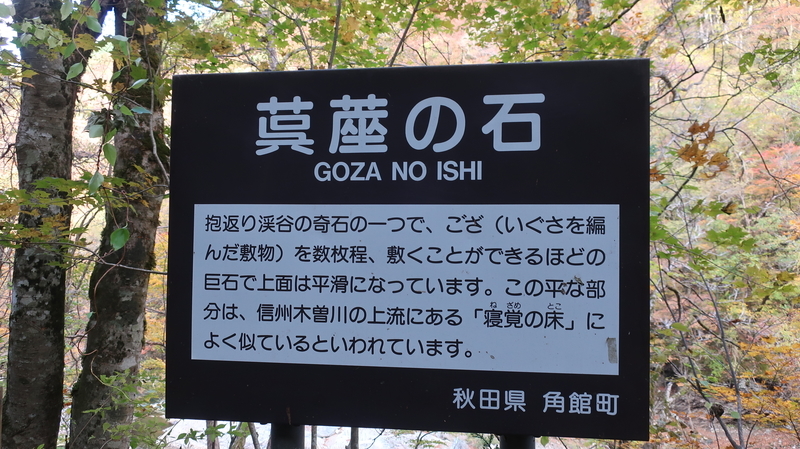 茣蓙の石
GOZA NO ISHI
抱返り渓谷の奇石の一つで、ござ（いぐさを編
んだ敷物）を数枚程、敷くことができるほどの
巨石で上面は平滑になっています。この平な部
分は、信州木曽川の上流にある「寝覚の床」に
ね ざめ とこ
よく似ているといわれています。
秋田県 角館町